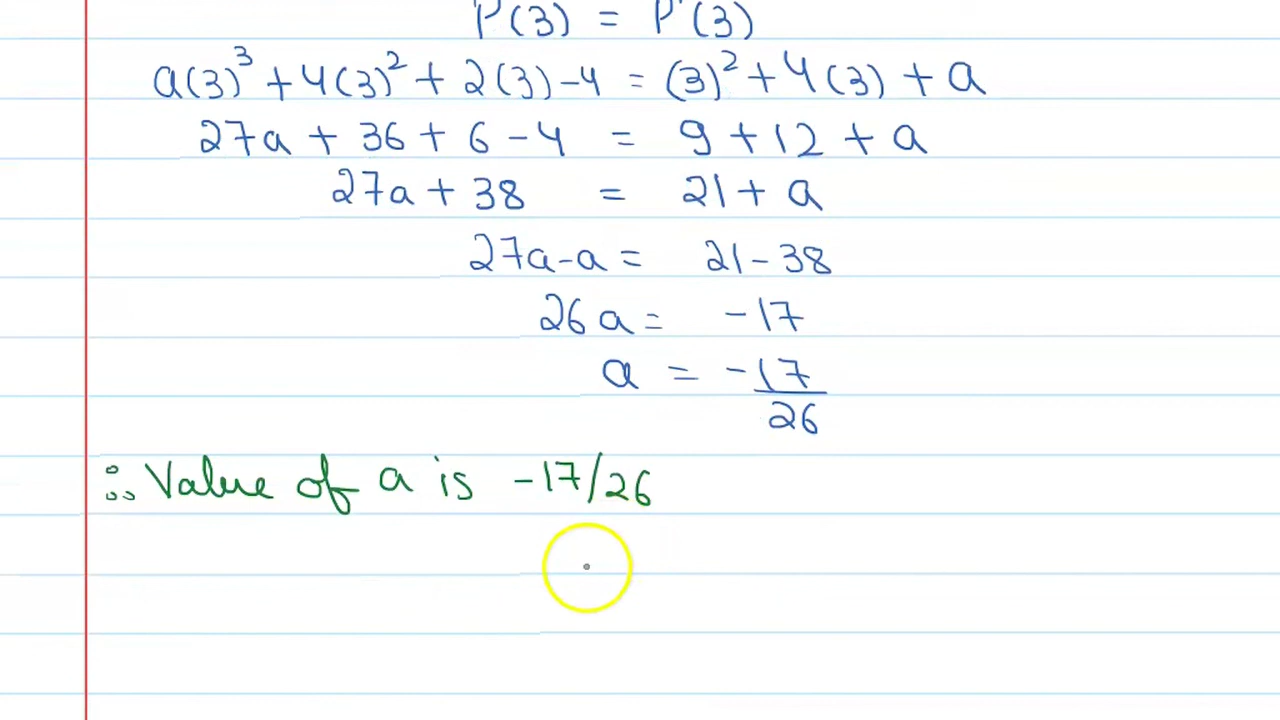 P(3) = P'(3)
a(3)³ + 4(3)² + 2(3) - 4 = (3)² + 4(3) + a
27a + 36 + 6 - 4 = 9 + 12 + a
27a + 38 = 21 + a
27a - a = 21 - 38
26a = -17
a = -17/26
∴ Value of a is -17/26